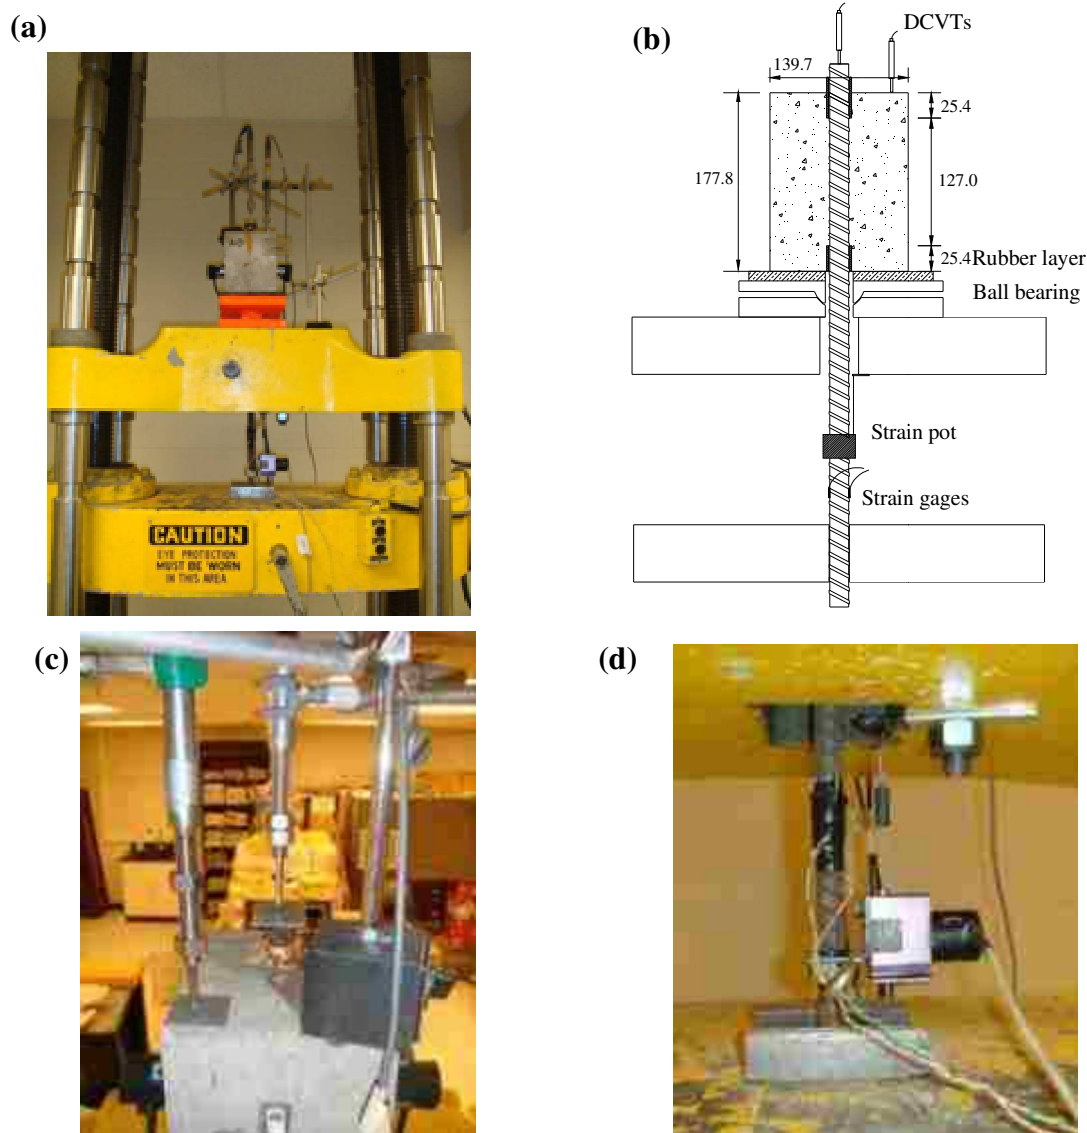 (a)
CAUTION
EYE PROTECTION
MUST BE WORN
IN THIS AREA
(b)
DCVTs
139.7
25.4
177.8
127.0
25.4
Rubber layer
Ball bearing
Strain pot
Strain gages
(c)
(d)